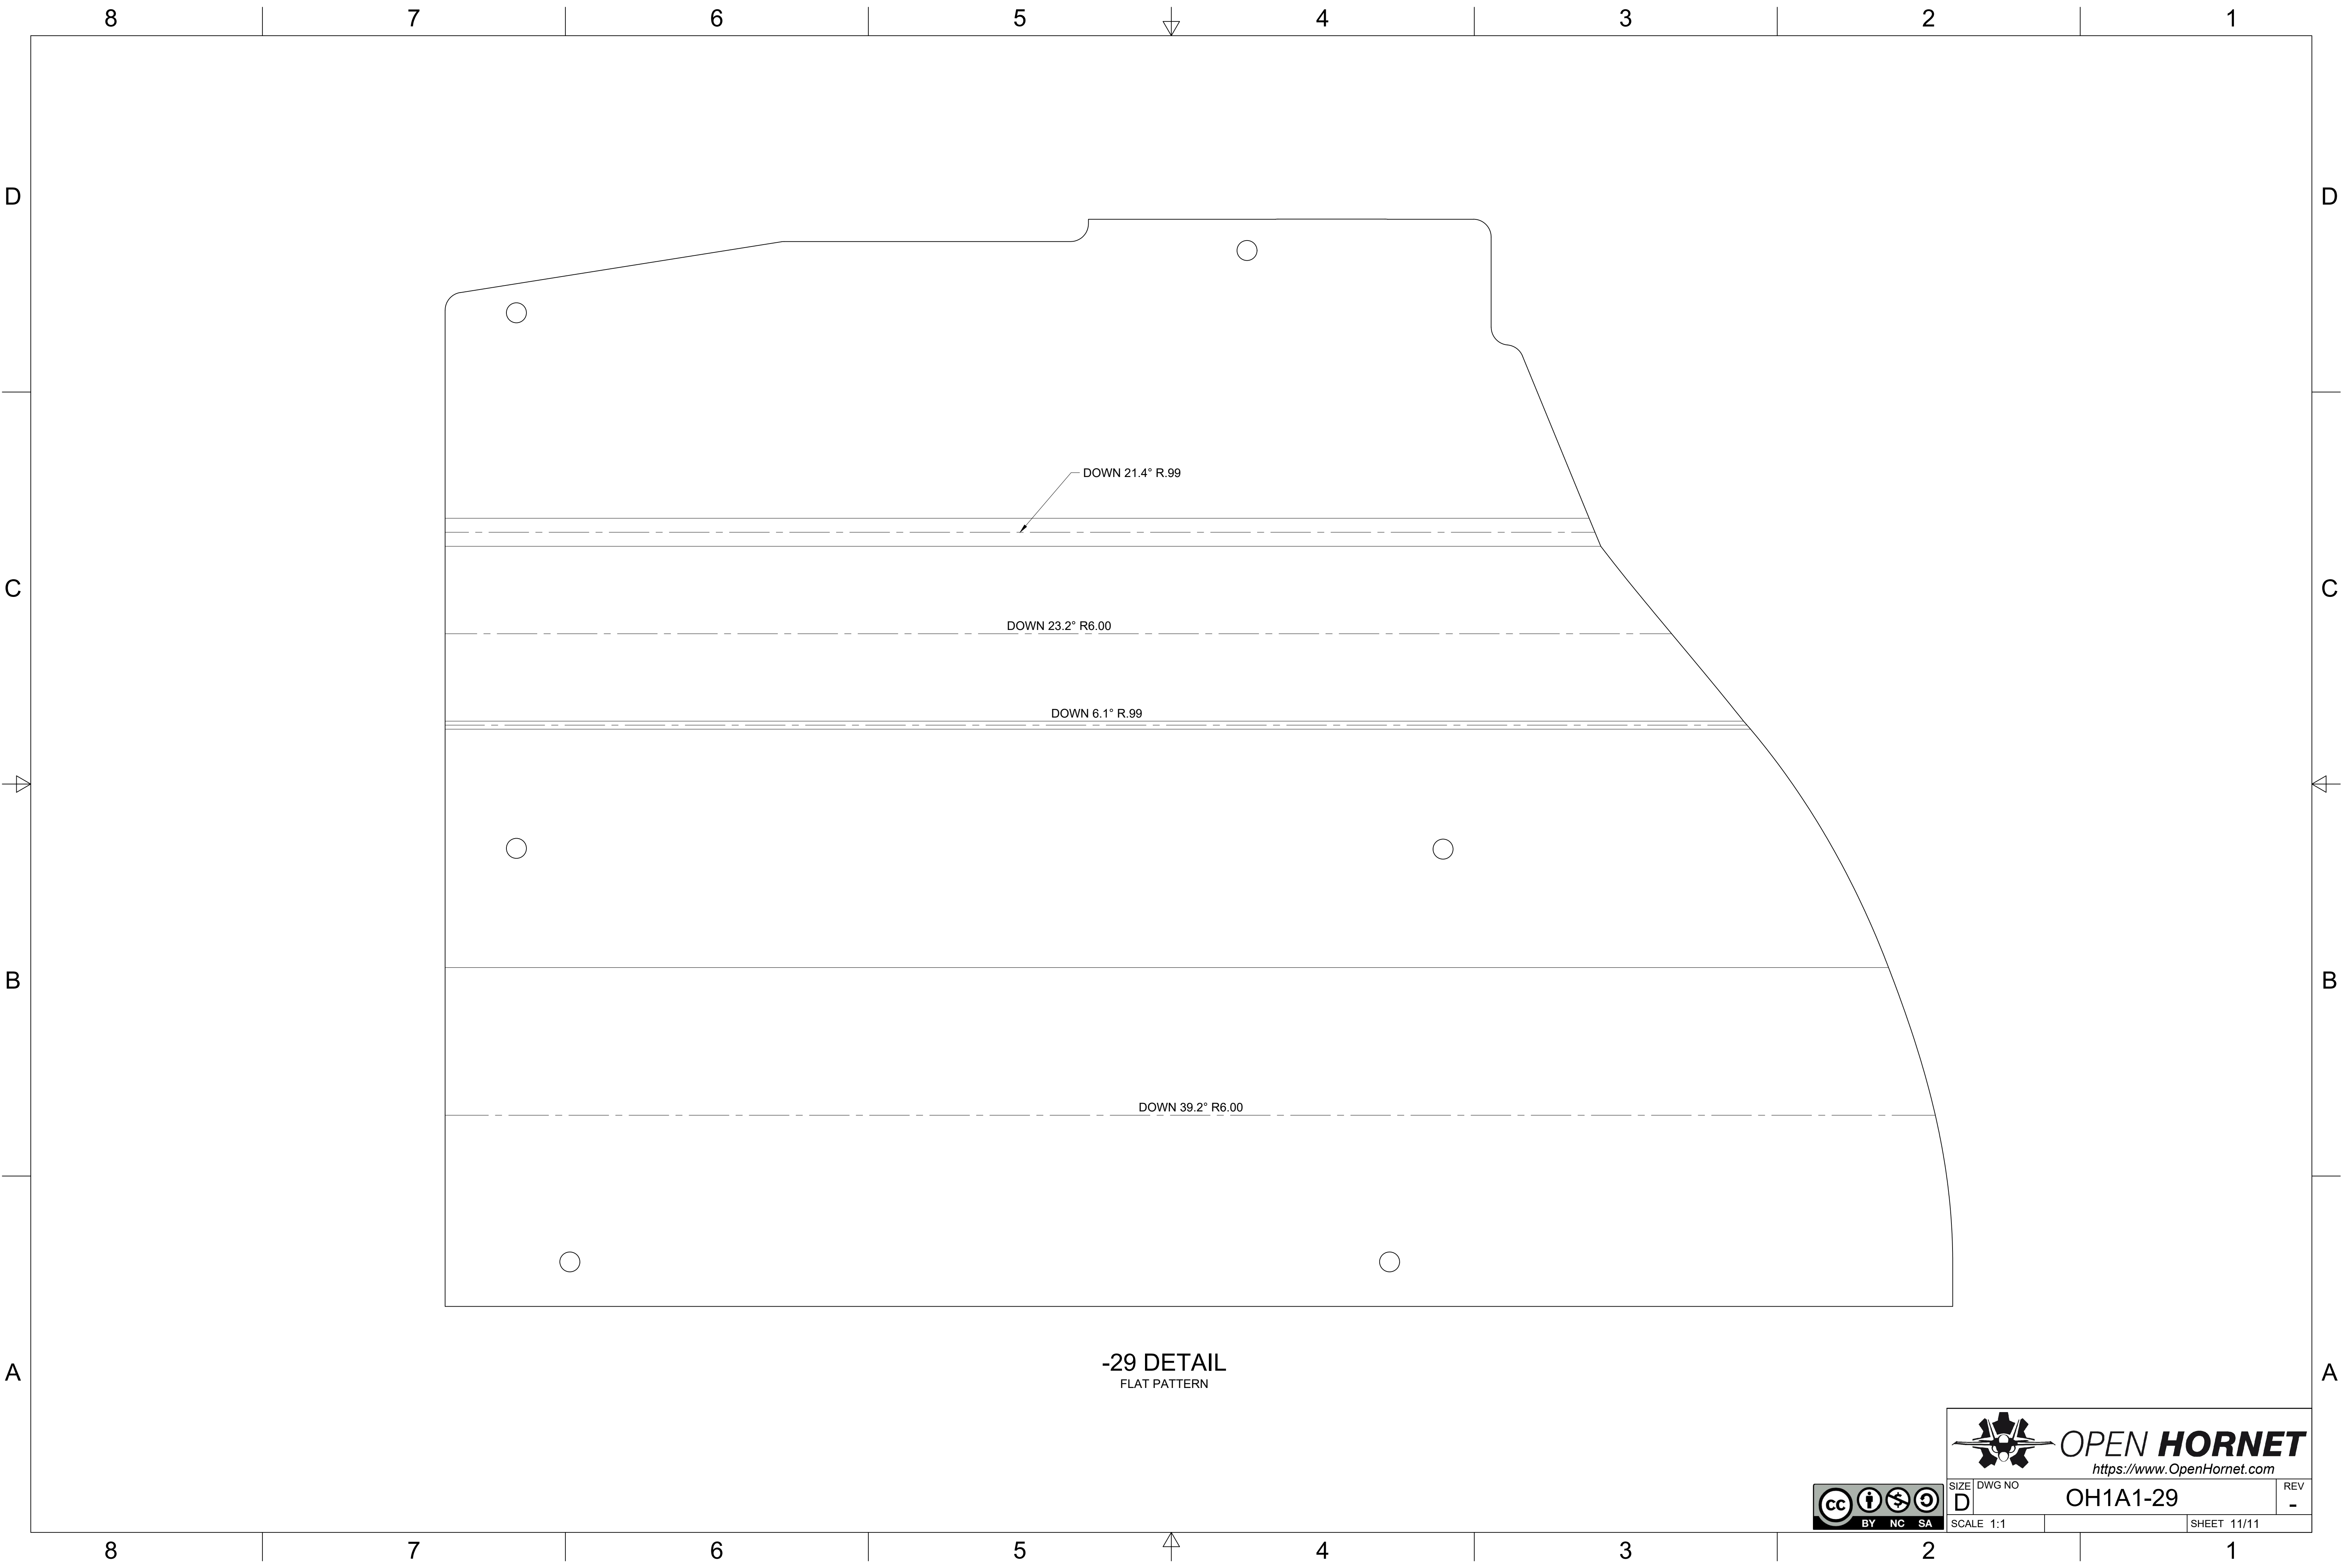 8 7 6 5 4 3 2 1
D D
DOWN 21.4° R.99
C C
DOWN 23.2° R6.00
DOWN 6.1° R.99
B B
DOWN 39.2° R6.00
-29 DETAIL
A A
FLAT PATTERN
OPEN HORNET
https://www.OpenHornet.com
SIZE DWG NO REV
D OH1A1-29 -
cc
BY NC SA
SCALE 1:1 SHEET 11/11
8 7 6 5 4 3 2 1